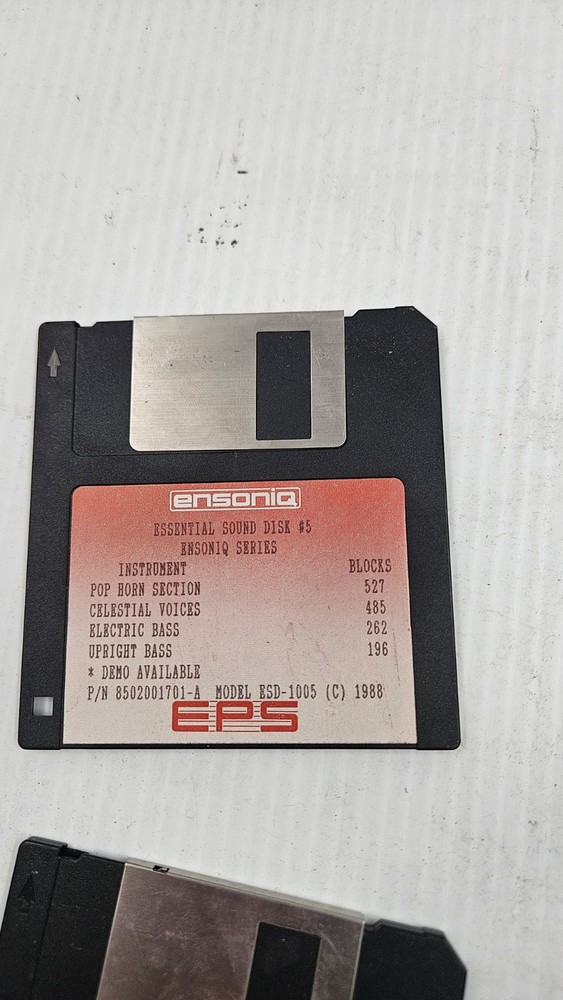 ensoniq
ESSENTIAL SOUND DISK #5
ENSONIQ SERIES
INSTRUMENT BLOCKS
POP HORN SECTION 527
CELESTIAL VOICES 485
ELECTRIC BASS 262
UPRIGHT BASS 196
* DEMO AVAILABLE
P/N 8502001701-A MODEL ESD-1005 (C) 1988
EPS